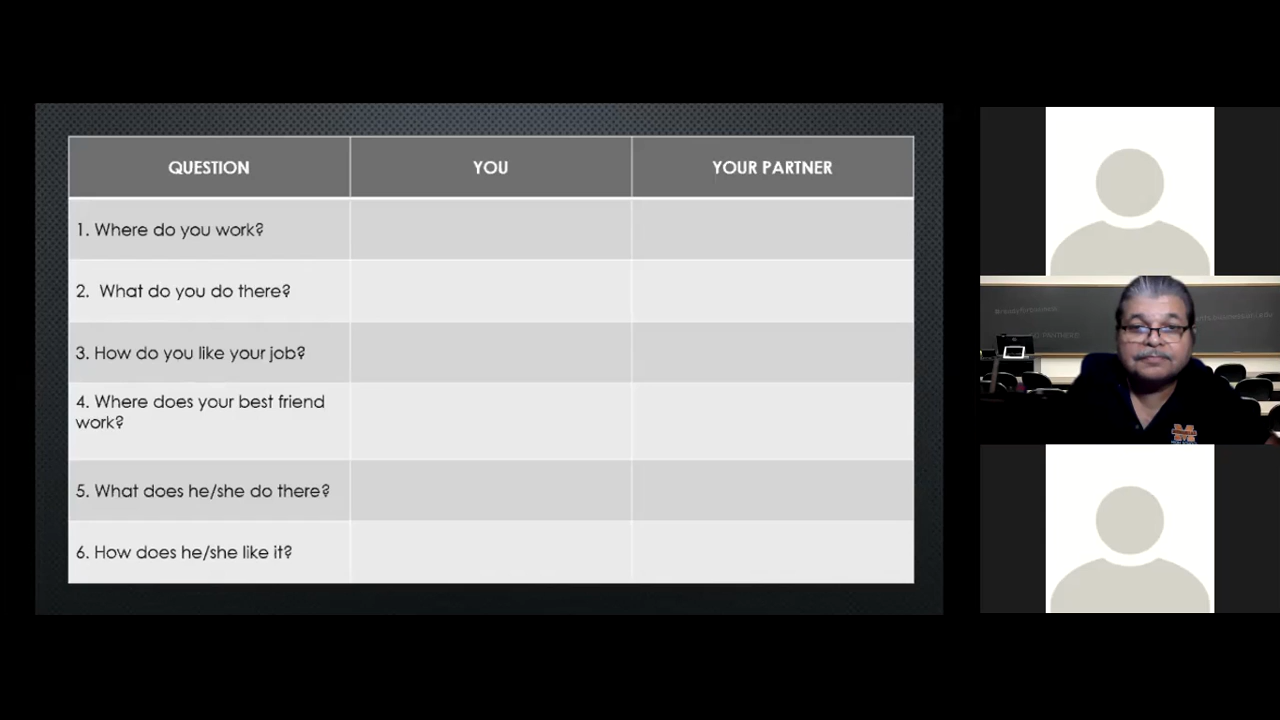 QUESTION
YOU
YOUR PARTNER
1. Where do you work?
2. What do you do there?
3. How do you like your job?
4. Where does your best friend
work?
5. What does he/she do there?
6. How does he/she like it?